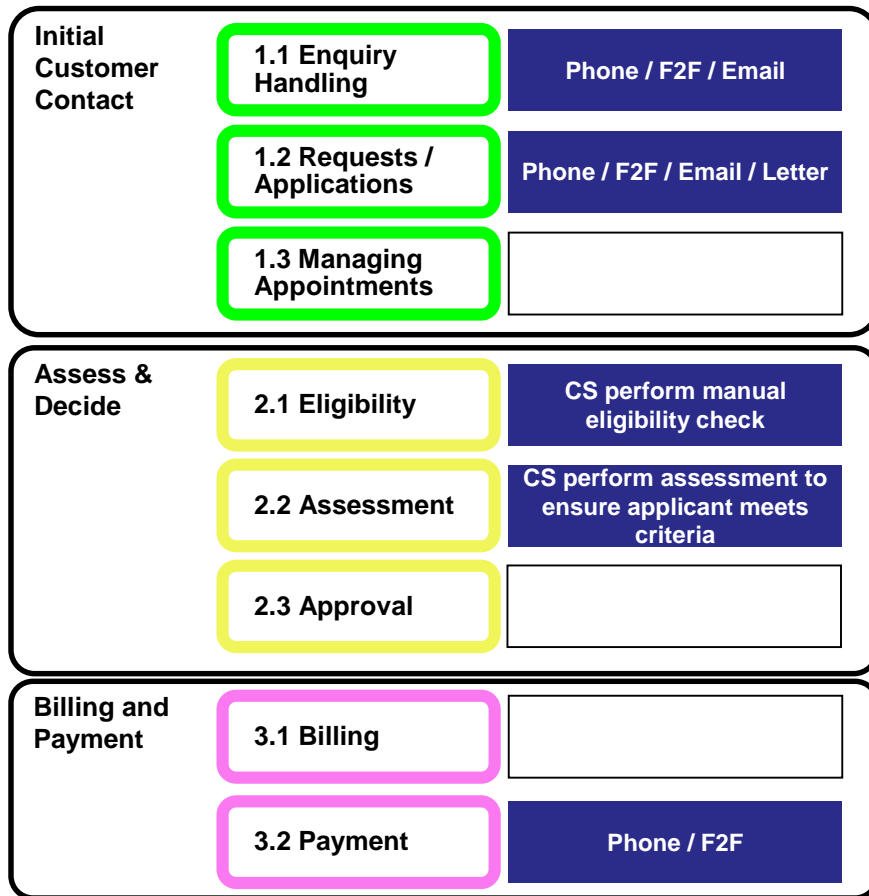 Initial
Customer
Contact
1.1 Enquiry
Handling
Phone / F2F / Email
1.2 Requests /
Applications
Phone / F2F / Email / Letter
1.3 Managing
Appointments
Assess &
Decide
2.1 Eligibility
CS perform manual
eligibility check
2.2 Assessment
CS perform assessment to
ensure applicant meets
criteria
2.3 Approval
Billing and
Payment
3.1 Billing
3.2 Payment
Phone / F2F